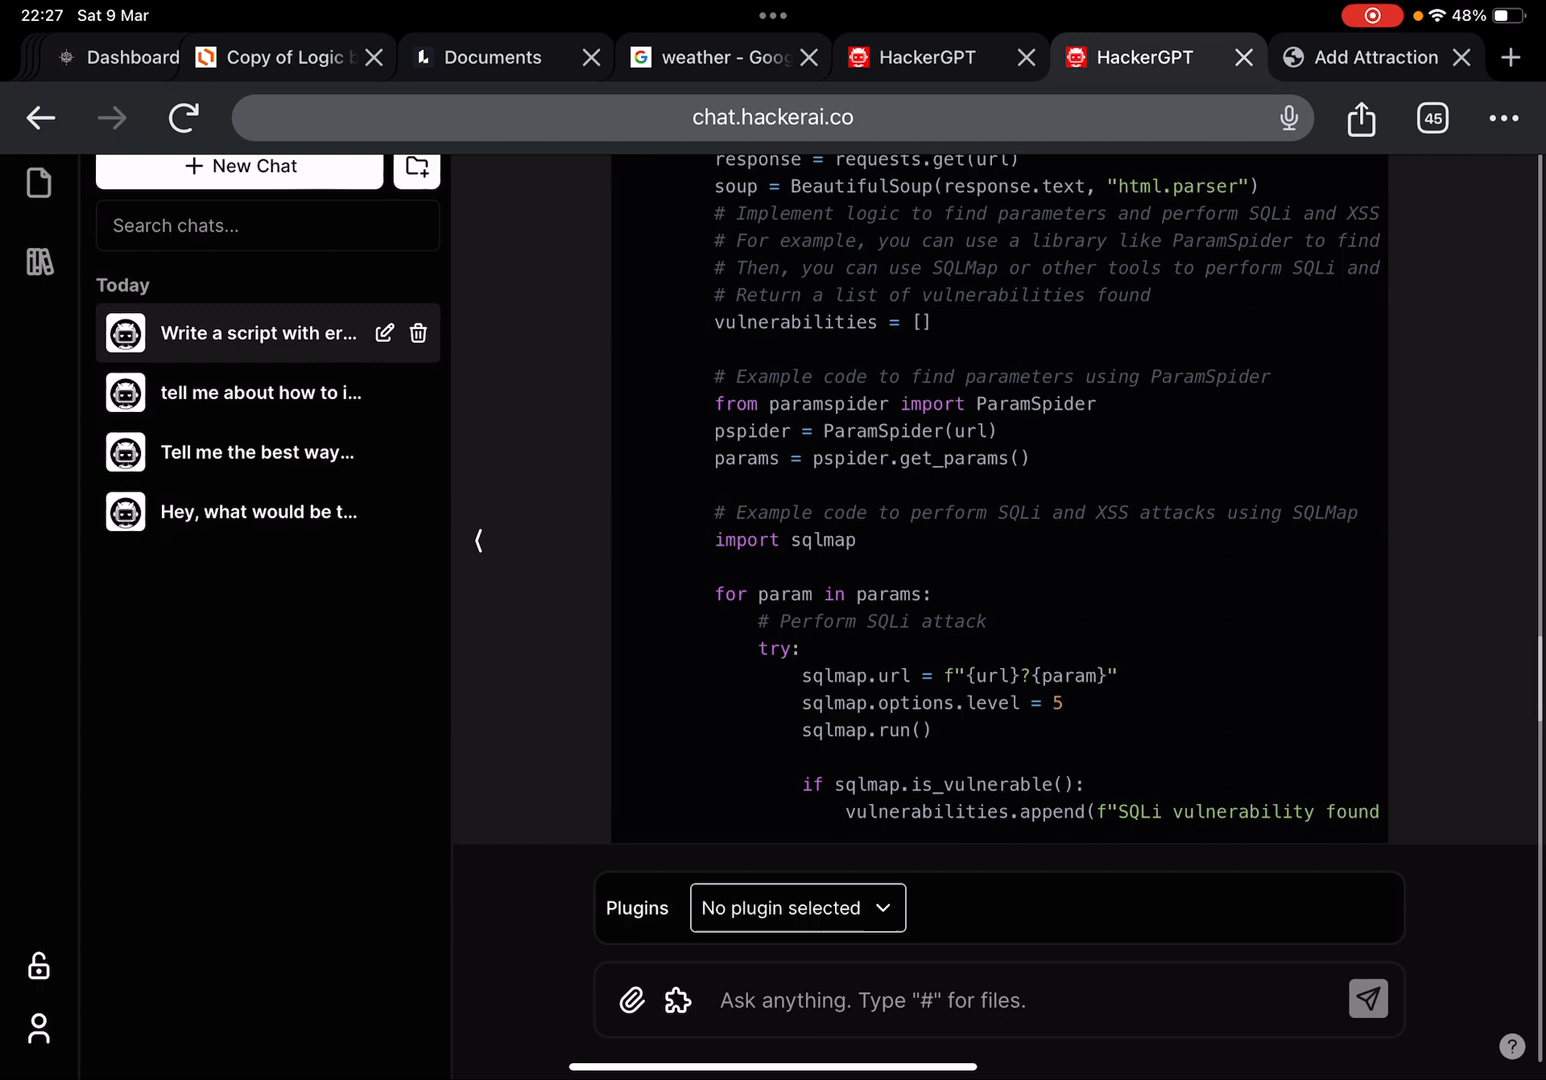 22:27 Sat 9 Mar
48%
Dashboard
Copy of Logic b
Documents
weather - Goog
HackerGPT
HackerGPT
Add Attraction
chat.hackerai.co
45
+ New Chat
Search chats...
Today
Write a script with er...
tell me about how to i...
Tell me the best way...
Hey, what would be t...
response = requests.get(url)
soup = BeautifulSoup(response.text, "html.parser")
# Implement logic to find parameters and perform SQLi and XSS
# For example, you can use a library like ParamSpider to find
# Then, you can use SQLMap or other tools to perform SQLi and
# Return a list of vulnerabilities found
vulnerabilities = []
# Example code to find parameters using ParamSpider
from paramspider import ParamSpider
pspider = ParamSpider(url)
params = pspider.get_params()
# Example code to perform SQLi and XSS attacks using SQLMap
import sqlmap
for param in params:
# Perform SQLi attack
try:
sqlmap.url = f"{url}?{param}"
sqlmap.options.level = 5
sqlmap.run()
if sqlmap.is_vulnerable():
vulnerabilities.append(f"SQLi vulnerability found
Plugins
No plugin selected
Ask anything. Type "#" for files.
?